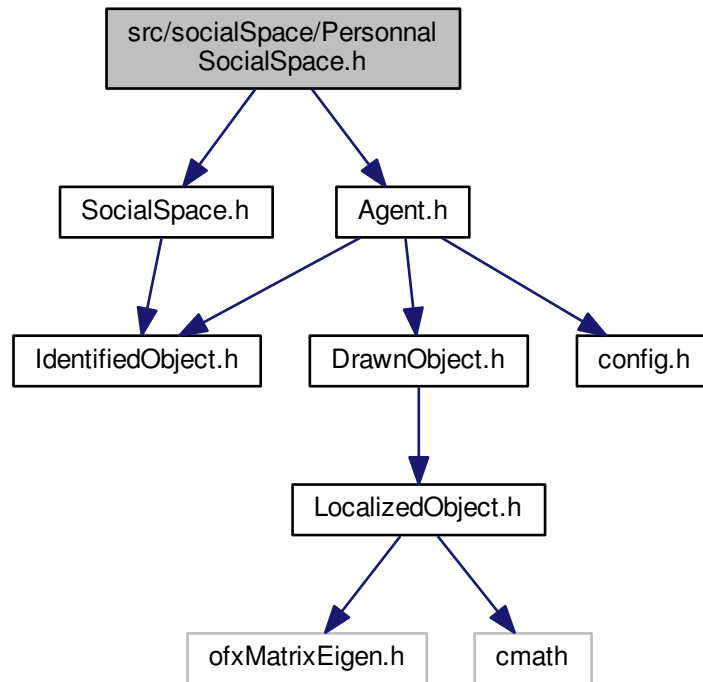 src/socialSpace/Personnal
SocialSpace.h
SocialSpace.h
Agent.h
IdentifiedObject.h
DrawnObject.h
config.h
LocalizedObject.h
ofxMatrixEigen.h
cmath